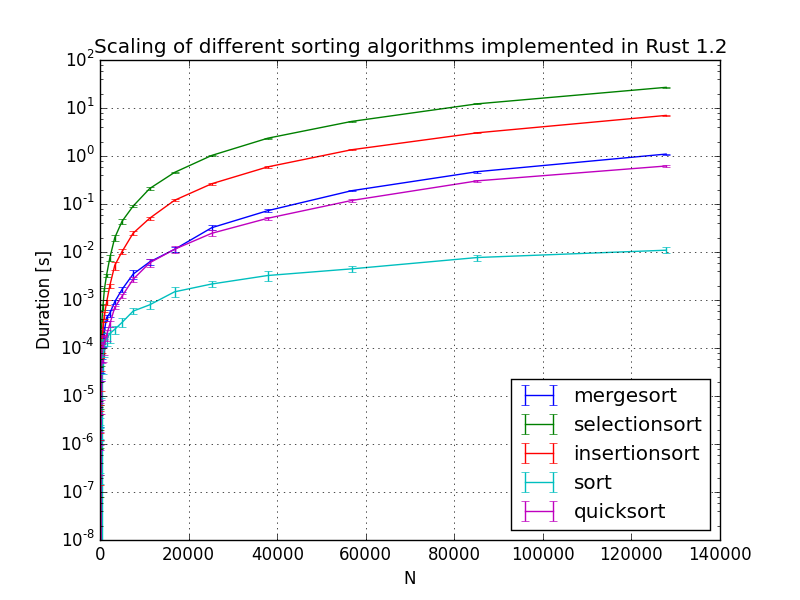 Scaling of different sorting algorithms implemented in Rust 1.2
10^2
10^1
10^0
10^-1
10^-2
10^-3
10^-4
10^-5
10^-6
10^-7
10^-8
Duration [s]
mergesort
selectionsort
insertionsort
sort
quicksort
0 20000 40000 60000 80000 100000 120000 140000
N